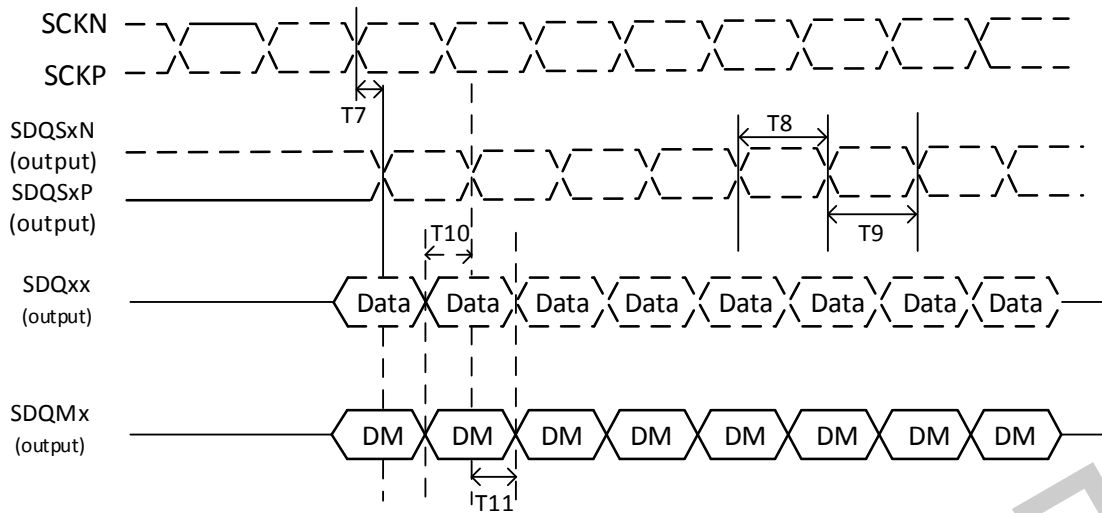 SCKN
SCKP
T7
SDQSxN
(output)
T8
SDQSxP
(output)
T9
T10
SDQxx
(output)
Data Data Data Data Data Data Data Data
SDQMx
(output)
DM DM DM DM DM DM DM DM
T11